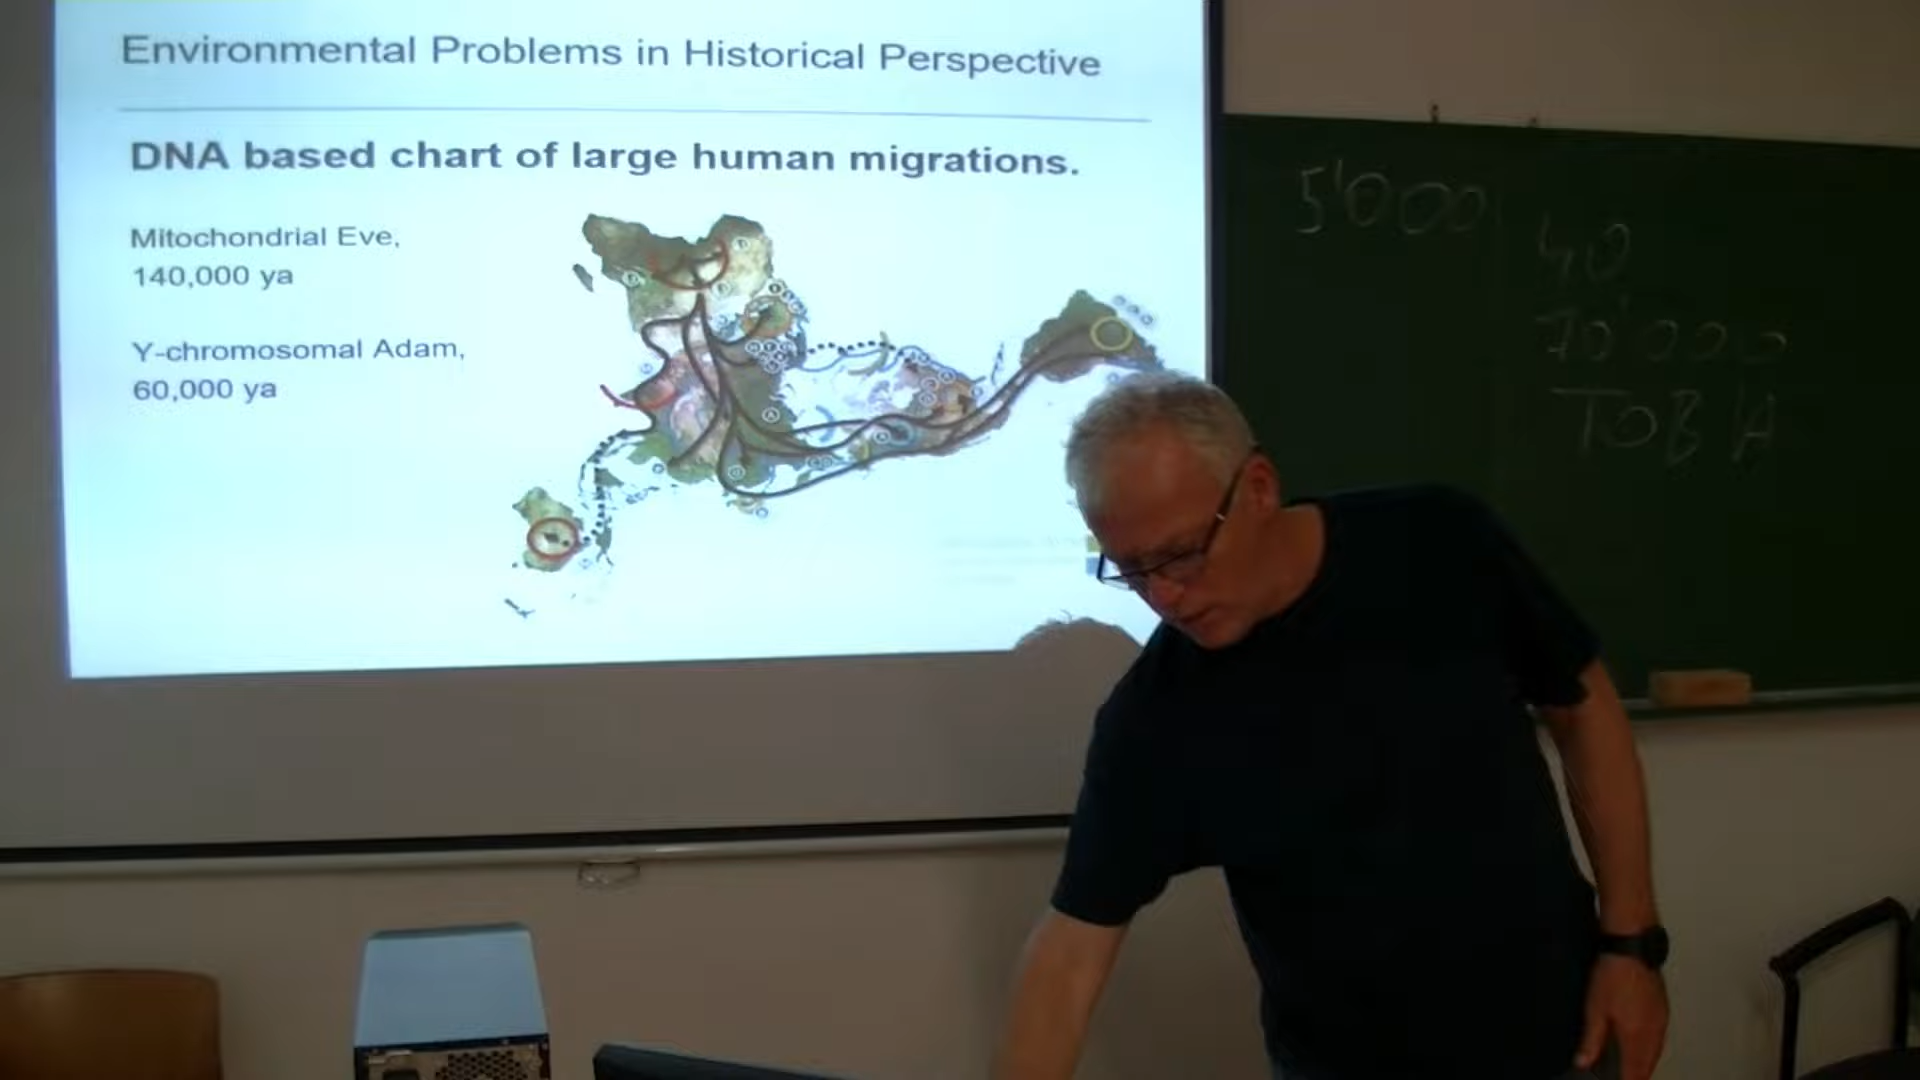 Environmental Problems in Historical Perspective
DNA based chart of large human migrations.
Mitochondrial Eve,
140,000 ya
Y-chromosomal Adam,
60,000 ya
5'000
40
70'000
TOBA